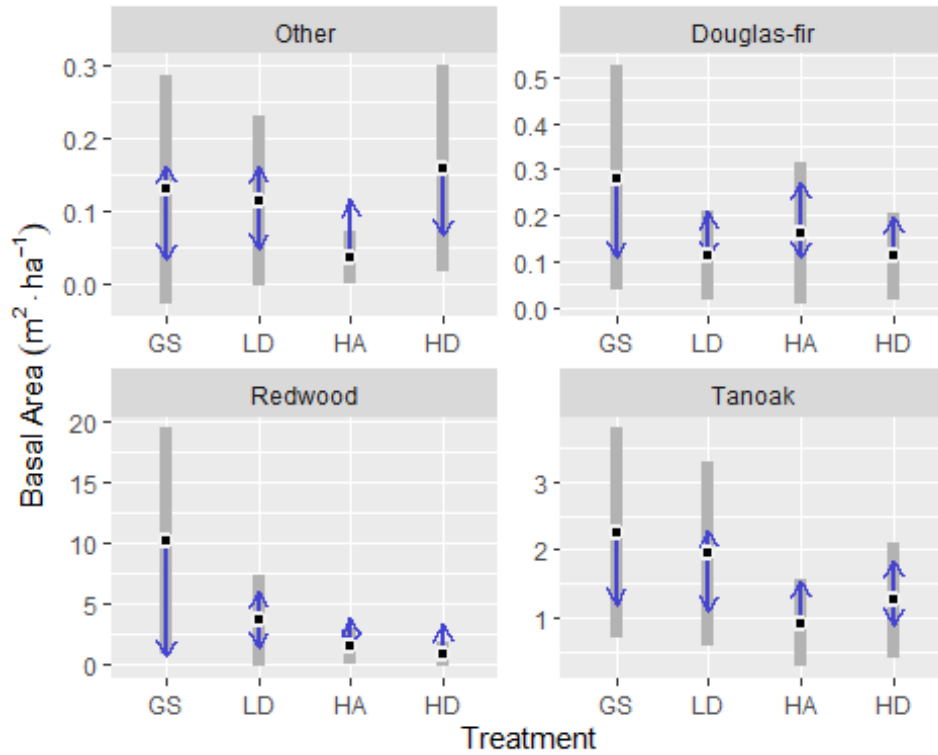 Other
Douglas-fir
0.3
0.2
0.1
0.0
0.5
0.4
0.3
0.2
0.1
0.0
GS LD HA HD
GS LD HA HD
Basal Area (m² · ha⁻¹)
Redwood
Tanoak
20
15
10
5
0
3
2
1
GS LD HA HD
GS LD HA HD
Treatment